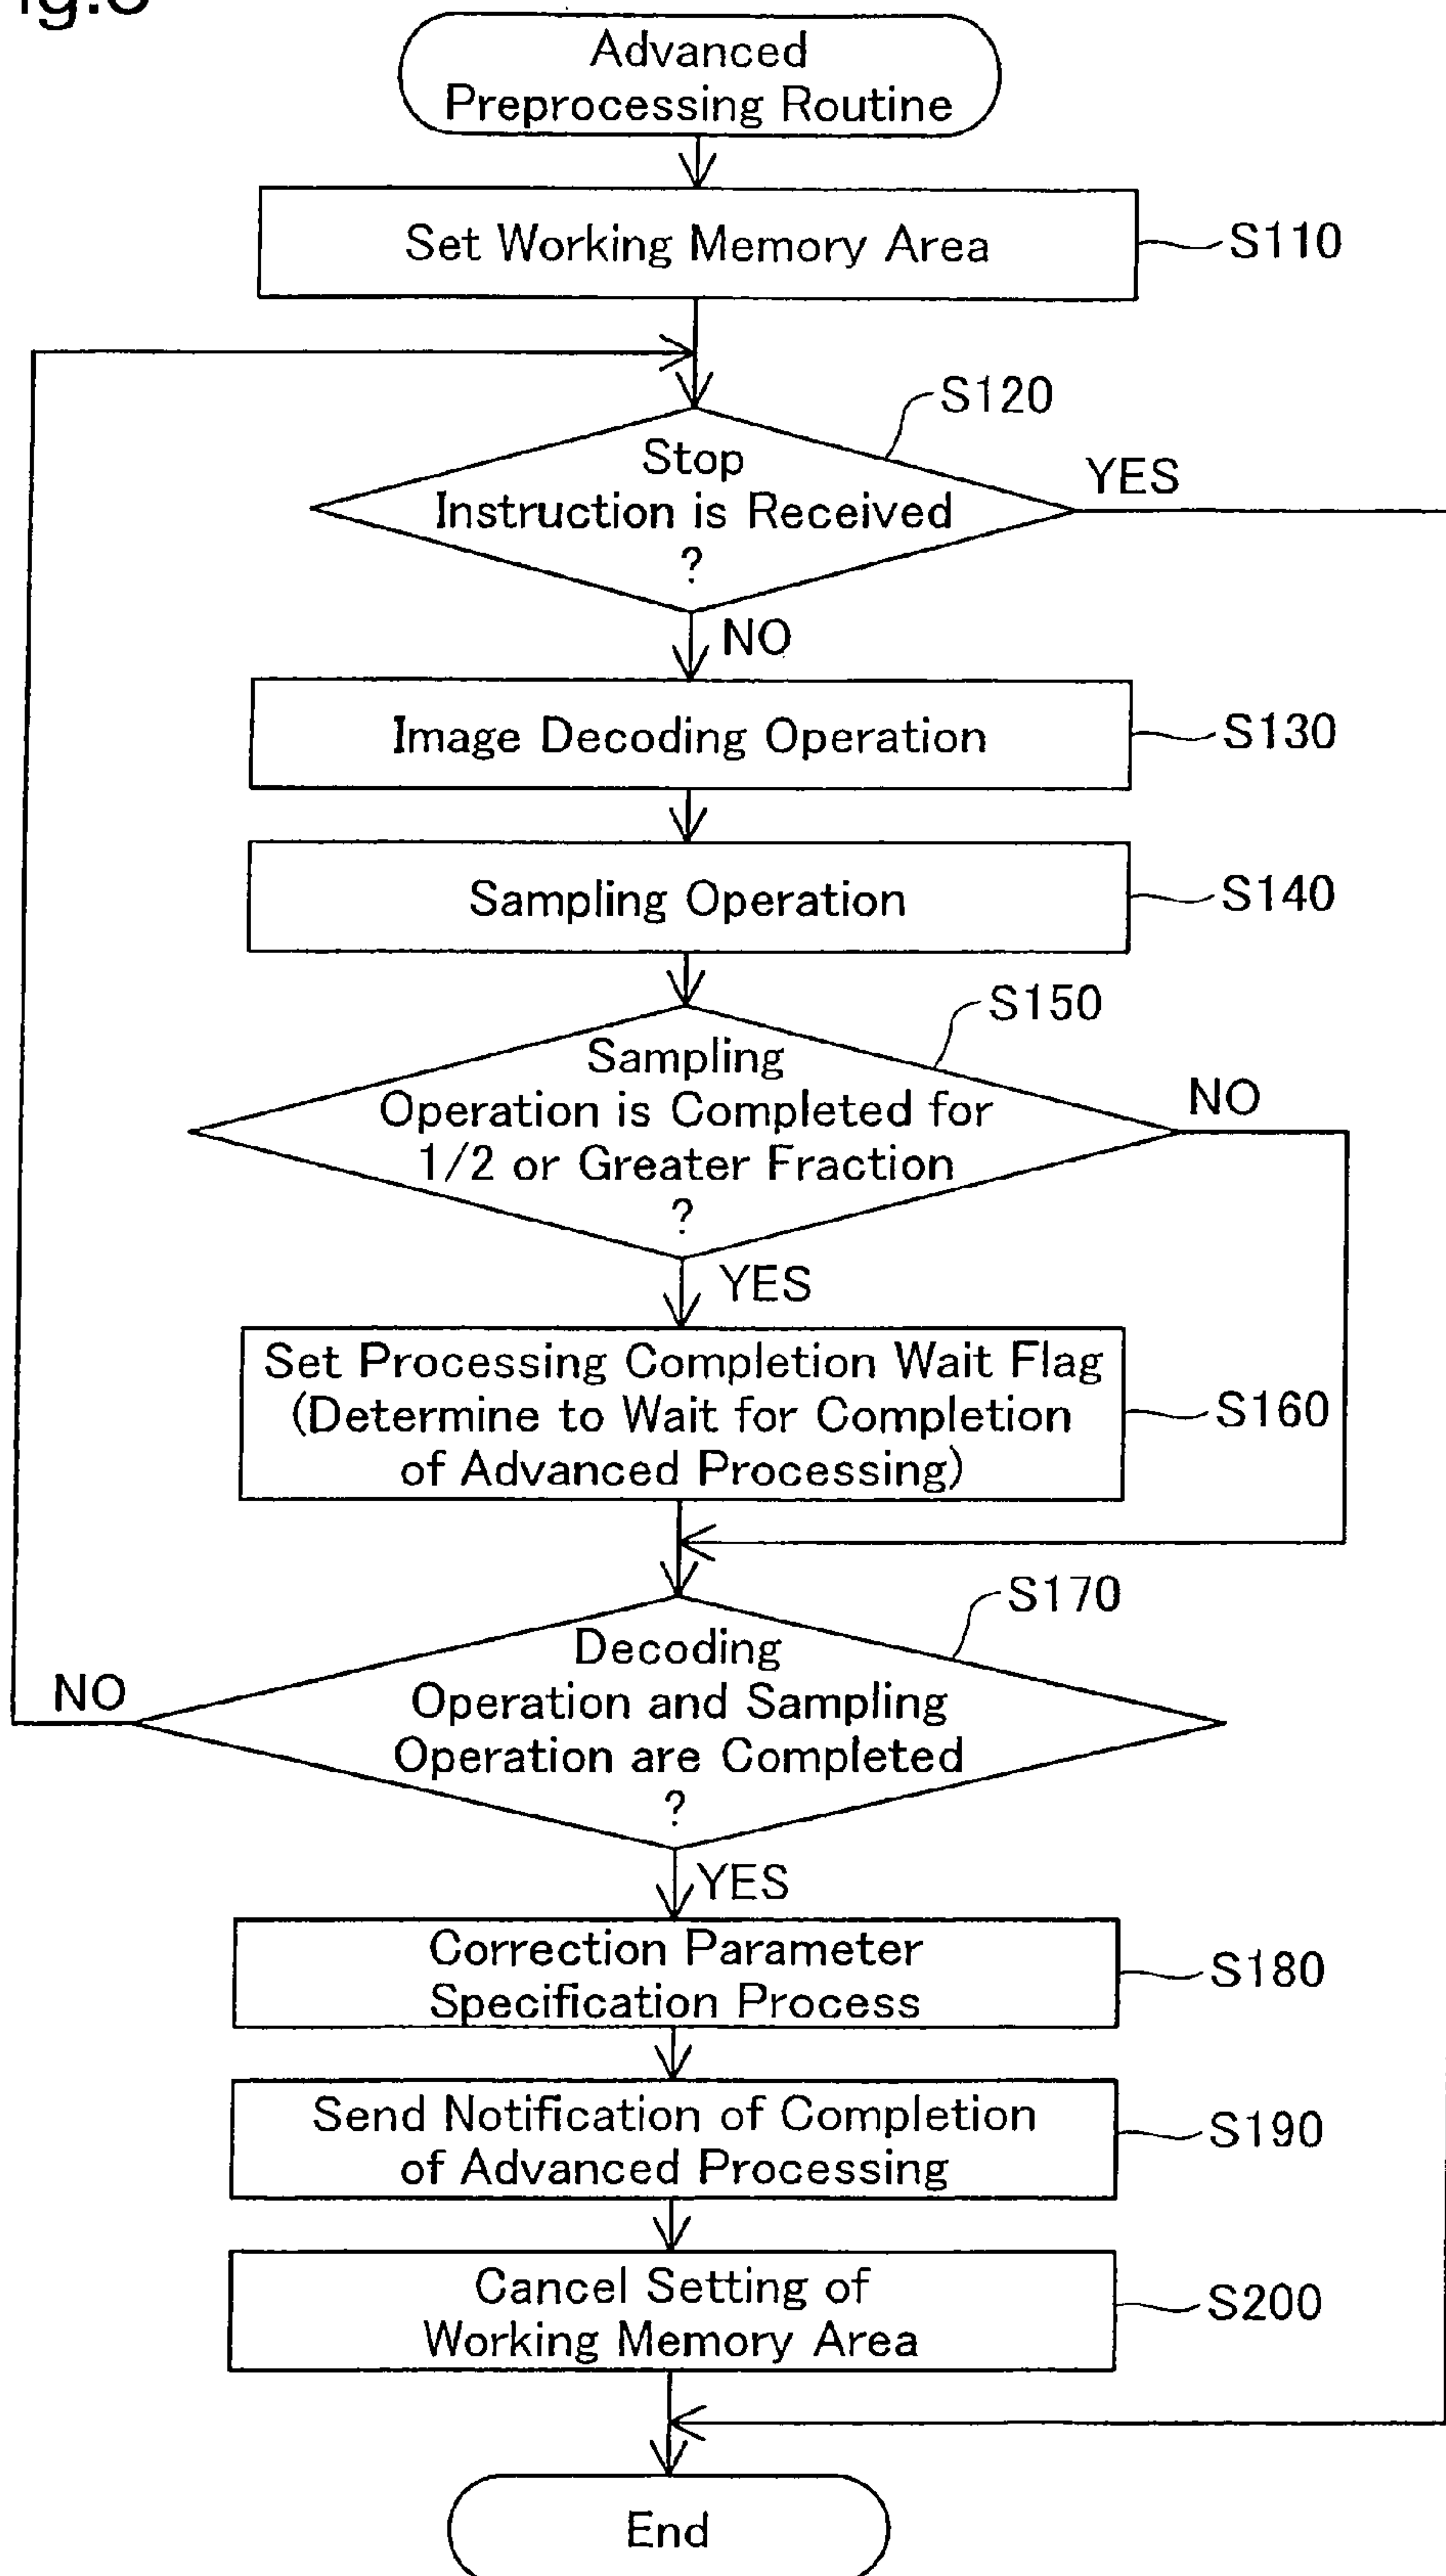 Advanced
Preprocessing Routine
Set Working Memory Area
S110
S120
Stop
Instruction is Received
?
YES
NO
Image Decoding Operation
S130
Sampling Operation
S140
S150
Sampling
Operation is Completed for
1/2 or Greater Fraction
?
NO
YES
Set Processing Completion Wait Flag
(Determine to Wait for Completion
of Advanced Processing)
S160
S170
Decoding
Operation and Sampling
Operation are Completed
?
NO
YES
Correction Parameter
Specification Process
S180
Send Notification of Completion
of Advanced Processing
S190
Cancel Setting of
Working Memory Area
S200
End